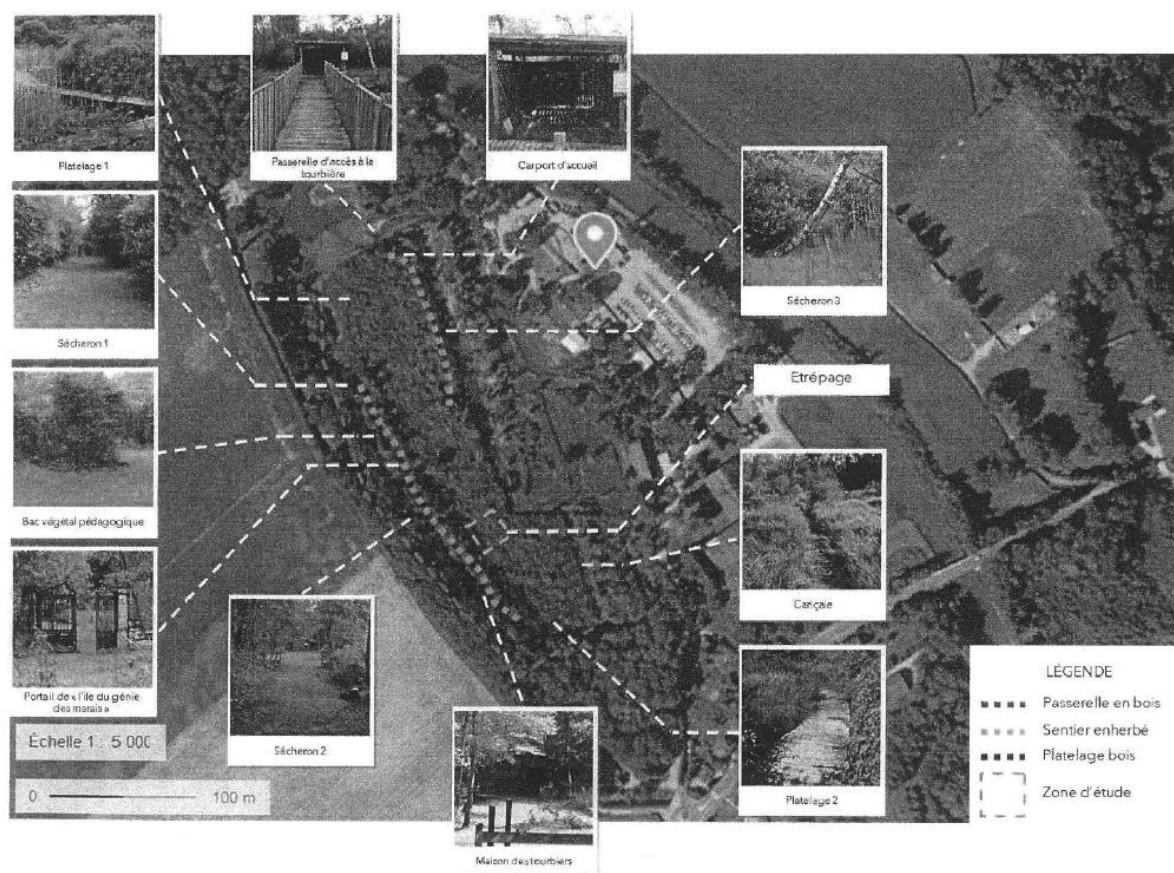 Platelage 1
Passerelle d'accès à la
tourbière
Carport d'accueil
Sécheron 1
Sécheron 3
Etrépage
Bac végétal pédagogique
Cariçaie
Portail de « l'île du génie
des marais »
Sécheron 2
Platelage 2
Maison des tourbiers
Échelle 1 : 5 000
0 100 m
LÉGENDE
Passerelle en bois
Sentier enherbé
Platelage bois
Zone d'étude